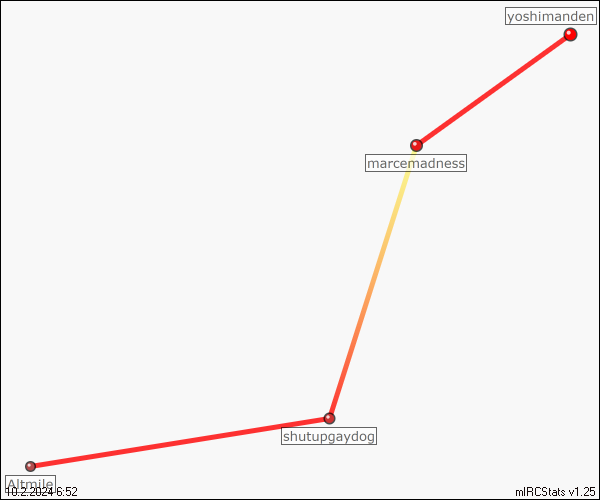 yoshimanden
marcemadness
shutupgaydog
Altmile
10.2.2024 6:52
mIRCStats v1.25